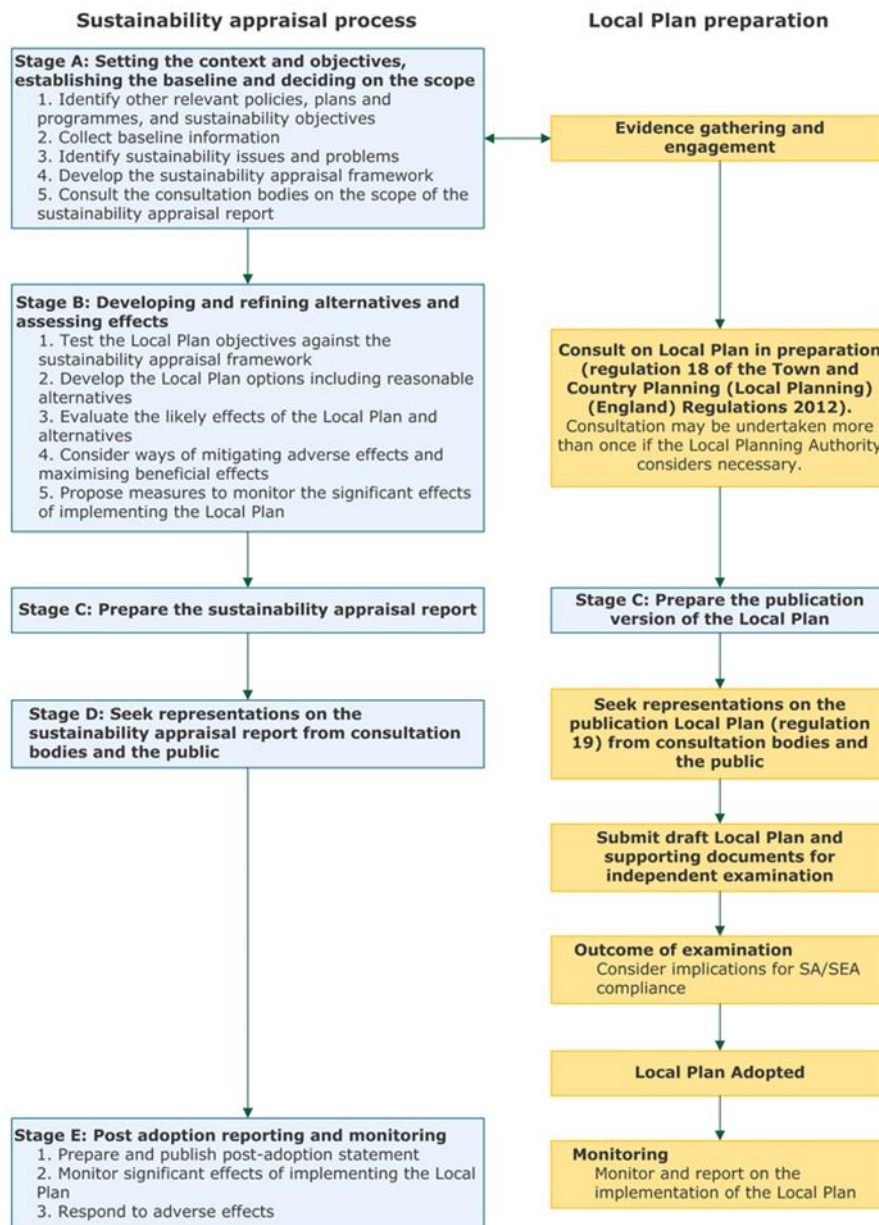 Sustainability appraisal process
Local Plan preparation
Stage A: Setting the context and objectives,
establishing the baseline and deciding on the scope
1. Identify other relevant policies, plans and
programmes, and sustainability objectives
2. Collect baseline information
3. Identify sustainability issues and problems
4. Develop the sustainability appraisal framework
5. Consult the consultation bodies on the scope of the
sustainability appraisal report
Evidence gathering and
engagement
Stage B: Developing and refining alternatives and
assessing effects
1. Test the Local Plan objectives against the
sustainability appraisal framework
2. Develop the Local Plan options including reasonable
alternatives
3. Evaluate the likely effects of the Local Plan and
alternatives
4. Consider ways of mitigating adverse effects and
maximising beneficial effects
5. Propose measures to monitor the significant effects
of implementing the Local Plan
Consult on Local Plan in preparation
(regulation 18 of the Town and
Country Planning (Local Planning)
(England) Regulations 2012).
Consultation may be undertaken more
than once if the Local Planning Authority
considers necessary.
Stage C: Prepare the sustainability appraisal report
Stage C: Prepare the publication
version of the Local Plan
Stage D: Seek representations on the
sustainability appraisal report from consultation
bodies and the public
Seek representations on the
publication Local Plan (regulation
19) from consultation bodies and
the public
Submit draft Local Plan and
supporting documents for
independent examination
Outcome of examination
Consider implications for SA/SEA
compliance
Local Plan Adopted
Stage E: Post adoption reporting and monitoring
1. Prepare and publish post-adoption statement
2. Monitor significant effects of implementing the Local
Plan
3. Respond to adverse effects
Monitoring
Monitor and report on the
implementation of the Local Plan